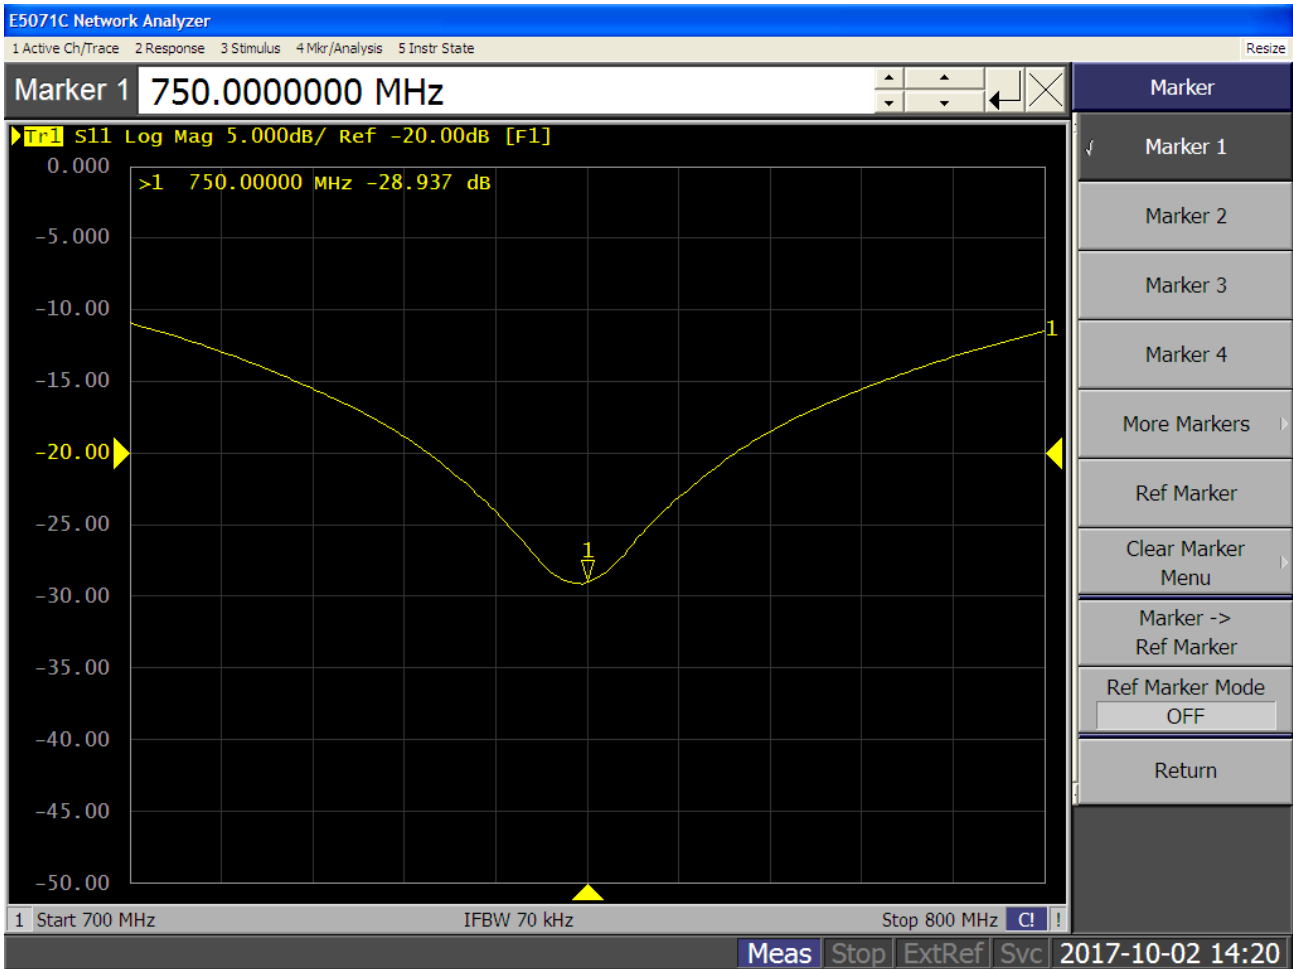 E5071C Network Analyzer
1 Active Ch/Trace 2 Response 3 Stimulus 4 Mkr/Analysis 5 Instr State Resize
Marker 1 750.0000000 MHz
Tr1 S11 Log Mag 5.000dB/ Ref -20.00dB [F1]
>1 750.00000 MHz -28.937 dB
0.000
-5.000
-10.00
-15.00
-20.00
-25.00
-30.00
-35.00
-40.00
-45.00
-50.00
1
1
1 Start 700 MHz IFBW 70 kHz Stop 800 MHz C! !
Marker
Marker 1
Marker 2
Marker 3
Marker 4
More Markers
Ref Marker
Clear Marker
Menu
Marker ->
Ref Marker
Ref Marker Mode
OFF
Return
Meas Stop ExtRef Svc 2017-10-02 14:20